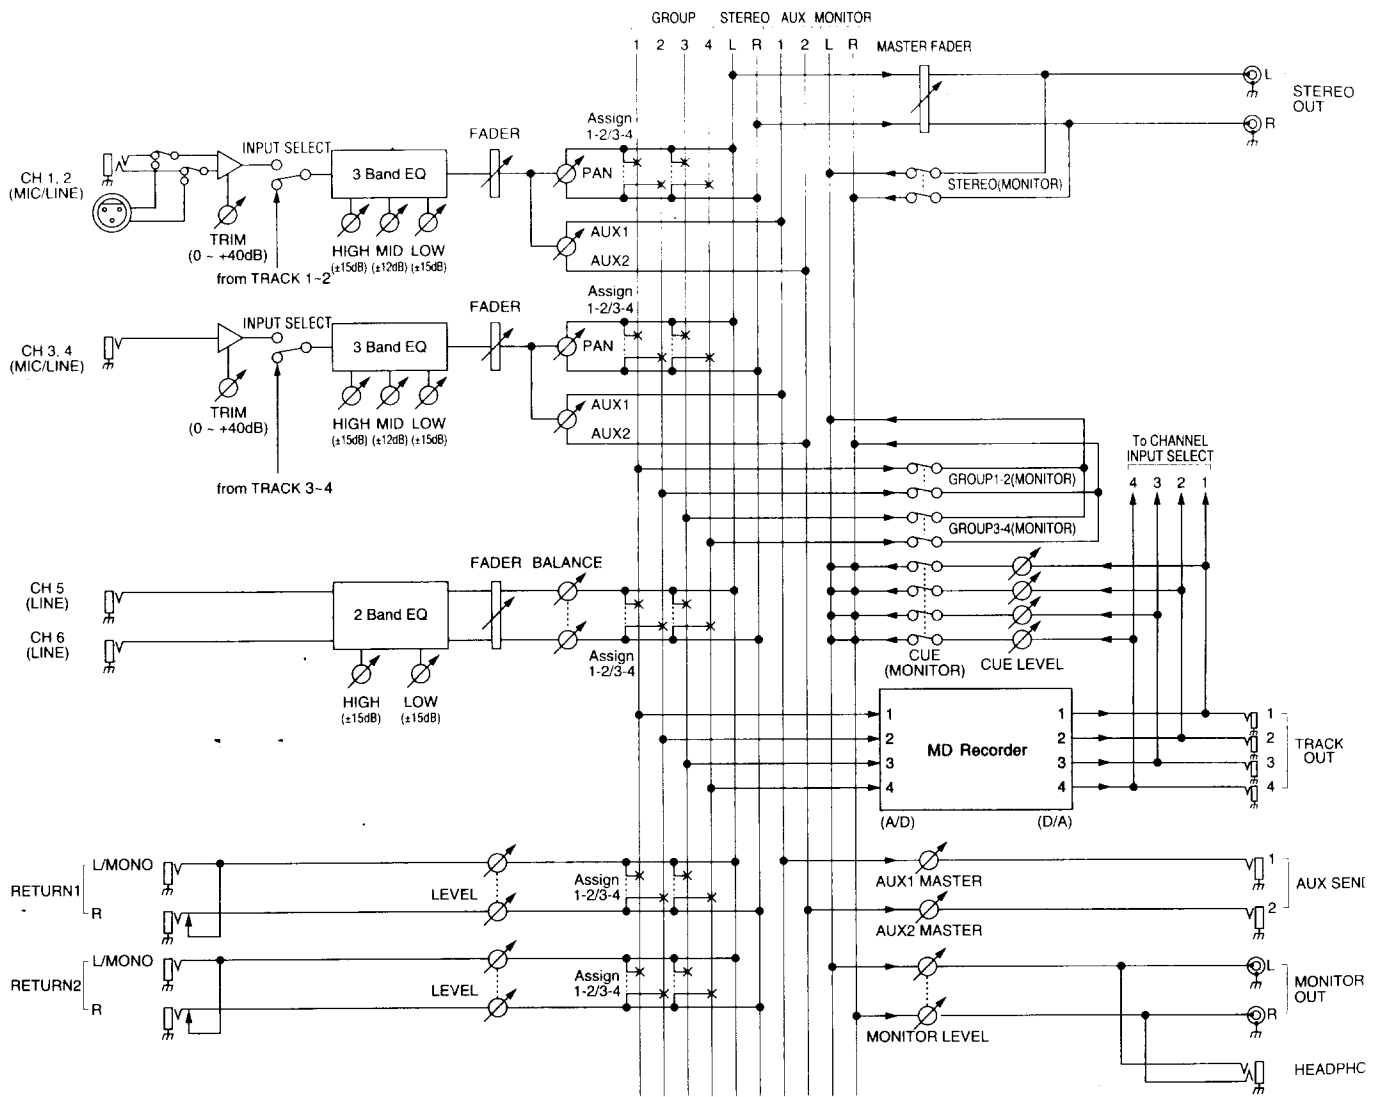 GROUP STEREO AUX MONITOR
1 2 3 4 L R 1 2 L R
MASTER FADER
L
R
STEREO
OUT
Assign
1-2/3-4
FADER
INPUT SELECT
CH 1, 2
(MIC/LINE)
3 Band EQ
PAN
STEREO(MONITOR)
TRIM
(0 ~ +40dB)
HIGH MID LOW
(±15dB) (±12dB) (±15dB)
AUX1
AUX2
from TRACK 1~2
Assign
1-2/3-4
FADER
INPUT SELECT
CH 3, 4
(MIC/LINE)
3 Band EQ
PAN
TRIM
(0 ~ +40dB)
HIGH MID LOW
(±15dB) (±12dB) (±15dB)
AUX1
AUX2
from TRACK 3~4
To CHANNEL
INPUT SELECT
4 3 2 1
GROUP1-2(MONITOR)
GROUP3-4(MONITOR)
FADER BALANCE
CH 5
(LINE)
CH 6
(LINE)
2 Band EQ
Assign
1-2/3-4
HIGH LOW
(±15dB) (±15dB)
CUE
(MONITOR)
CUE LEVEL
1 1 1
2 2 2
3 3 3
4 4 4
MD Recorder
(A/D) (D/A)
TRACK
OUT
RETURN1
L/MONO
R
LEVEL
Assign
1-2/3-4
AUX1 MASTER
AUX2 MASTER
1
2
AUX SEND
RETURN2
L/MONO
R
LEVEL
Assign
1-2/3-4
MONITOR LEVEL
L
R
MONITOR
OUT
HEADPHO